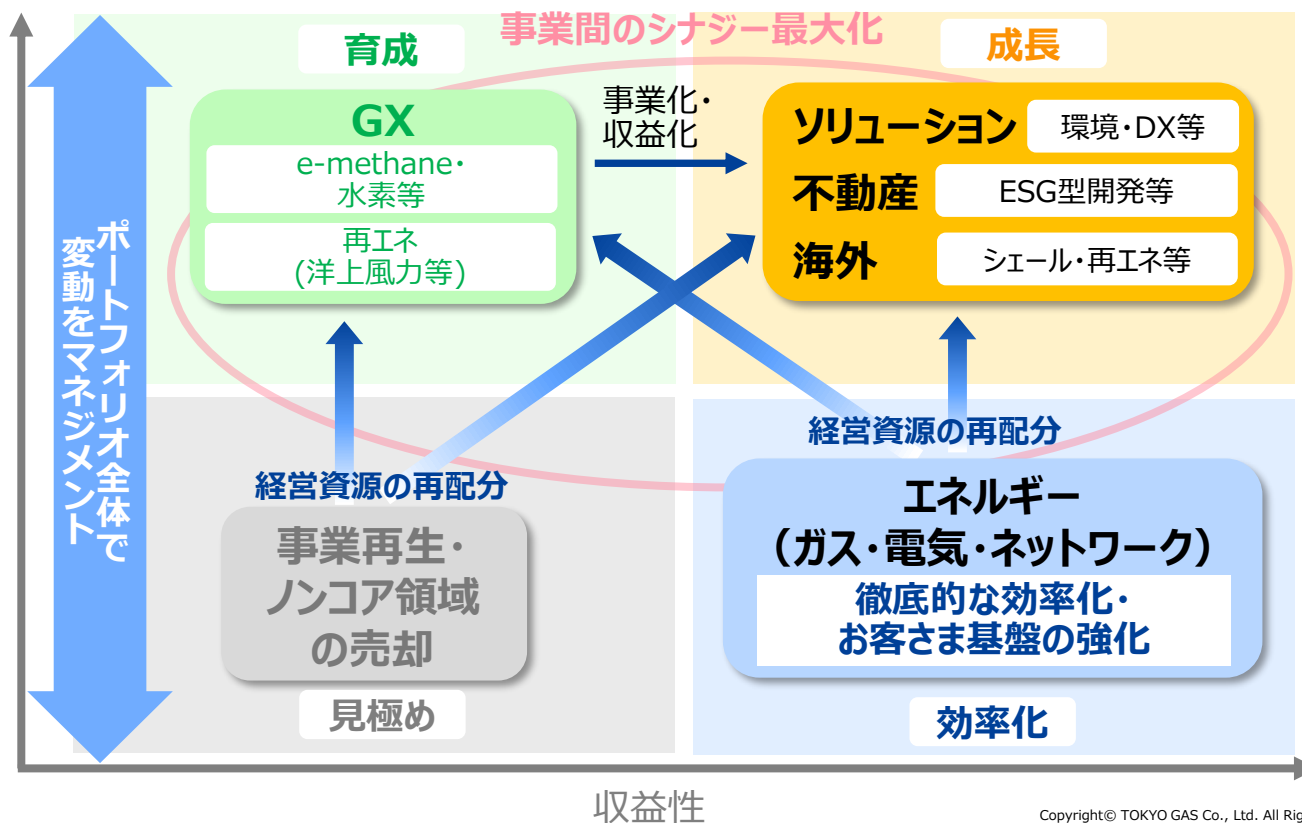 事業間のシナジー最大化
育成
成長
GX
e-methane・
水素等
再エネ
(洋上風力等)
事業化・
収益化
ソリューション
環境・DX等
不動産
ESG型開発等
海外
シェール・再エネ等
ポートフォリオ全体で
変動をマネジメント
経営資源の再配分
事業再生・
ノンコア領域
の売却
見極め
経営資源の再配分
エネルギー
(ガス・電気・ネットワーク)
徹底的な効率化・
お客さま基盤の強化
効率化
収益性
Copyright© TOKYO GAS Co., Ltd. All Rig